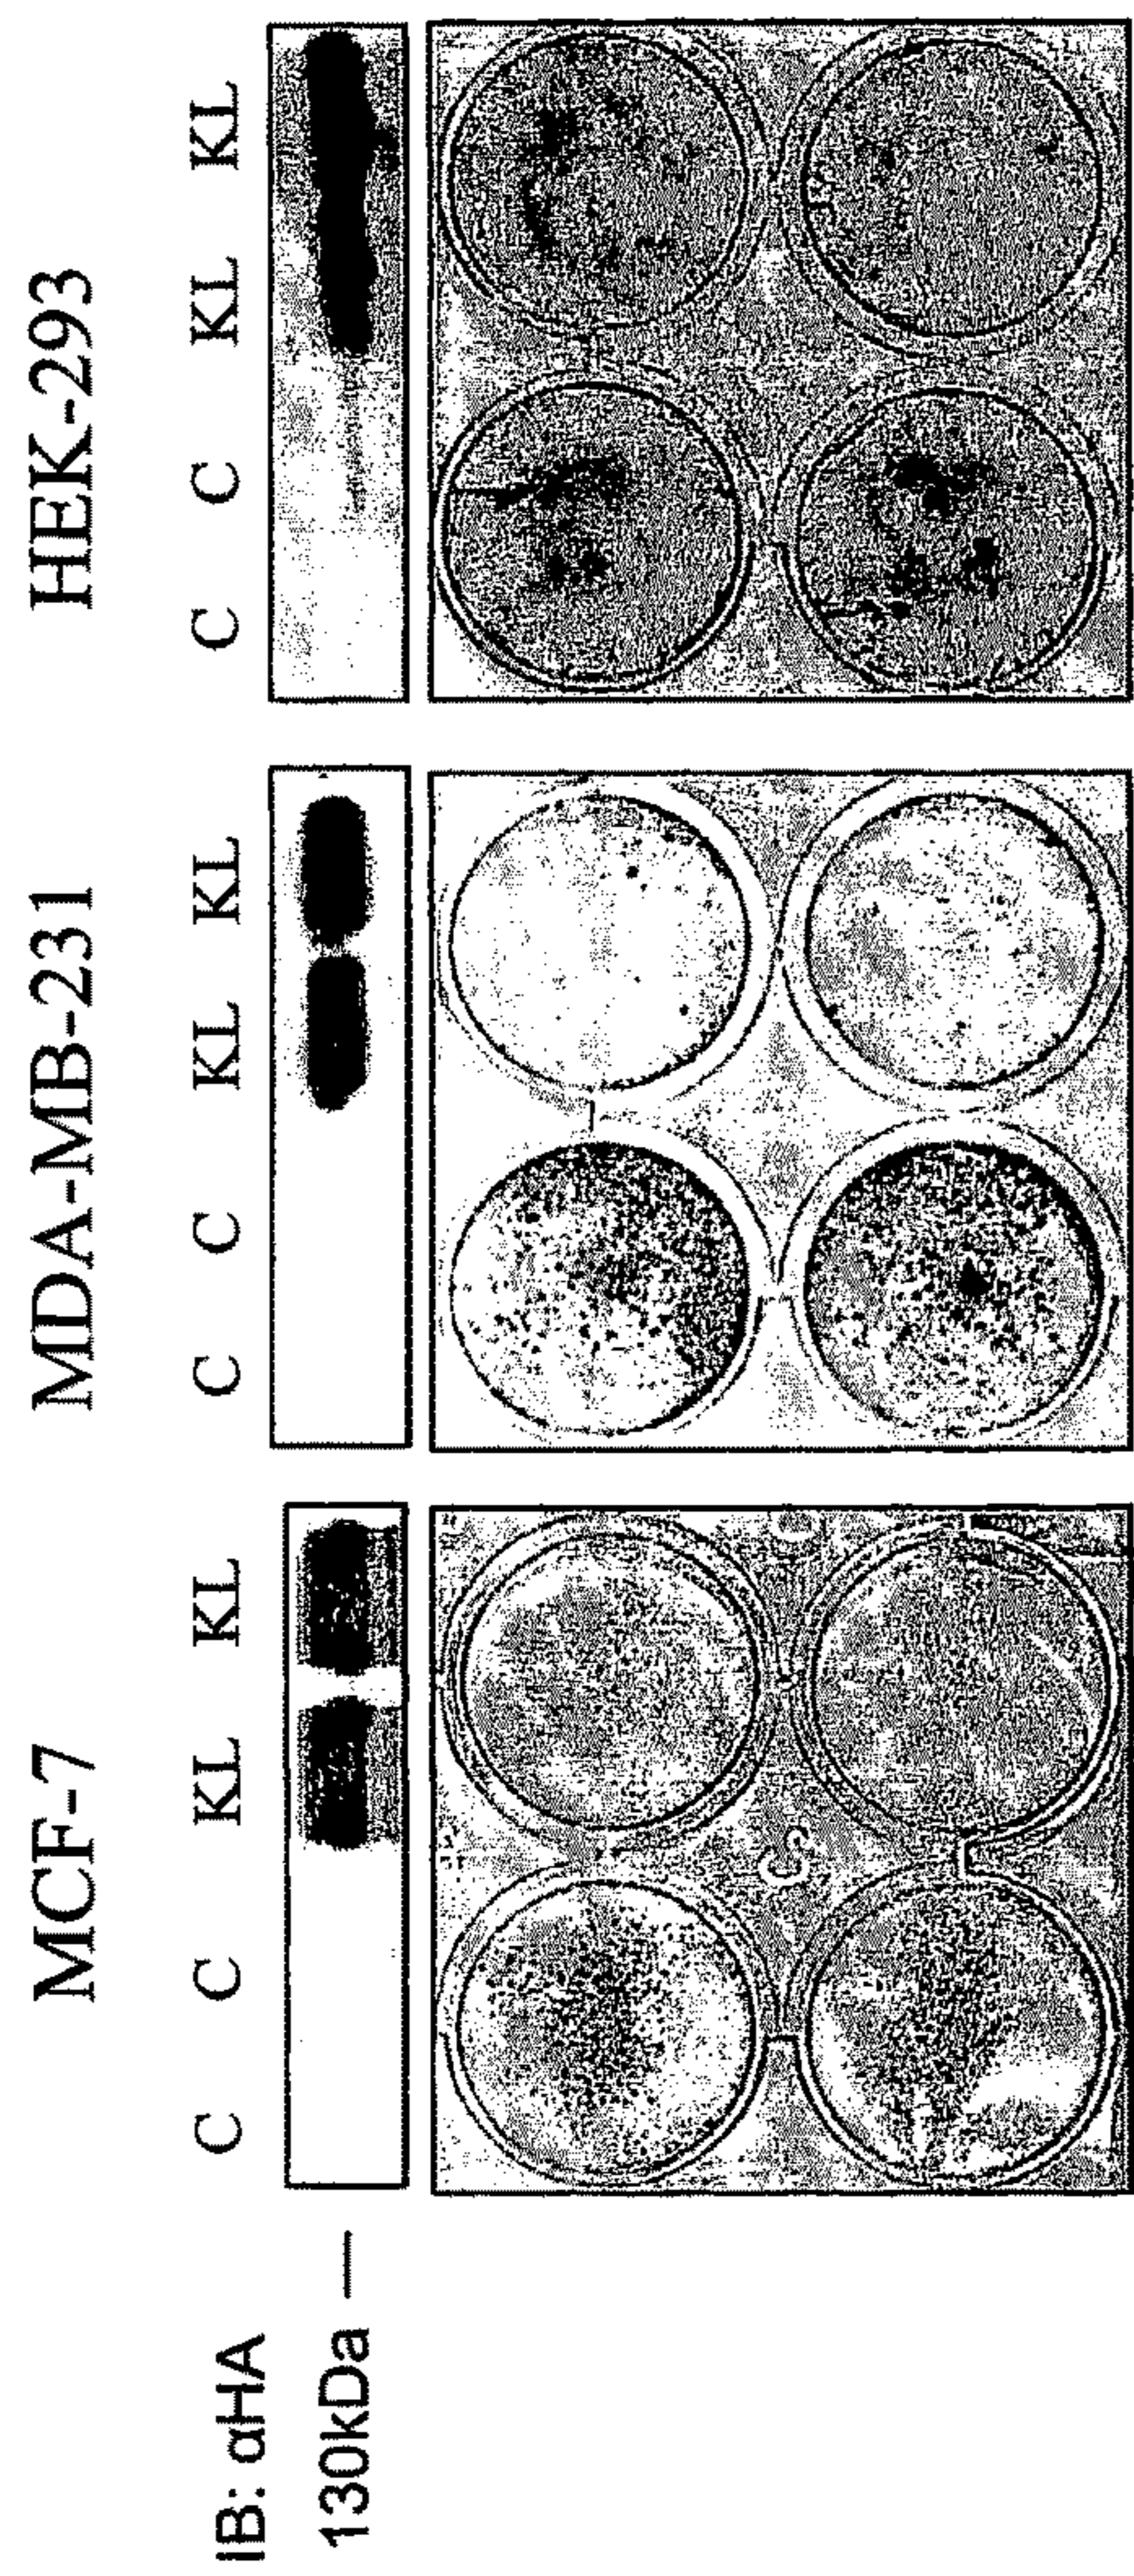 MCF-7 MDA-MB-231 HEK-293
IB: αHA C C KL KL C C KL KL C C KL KL
130kDa —